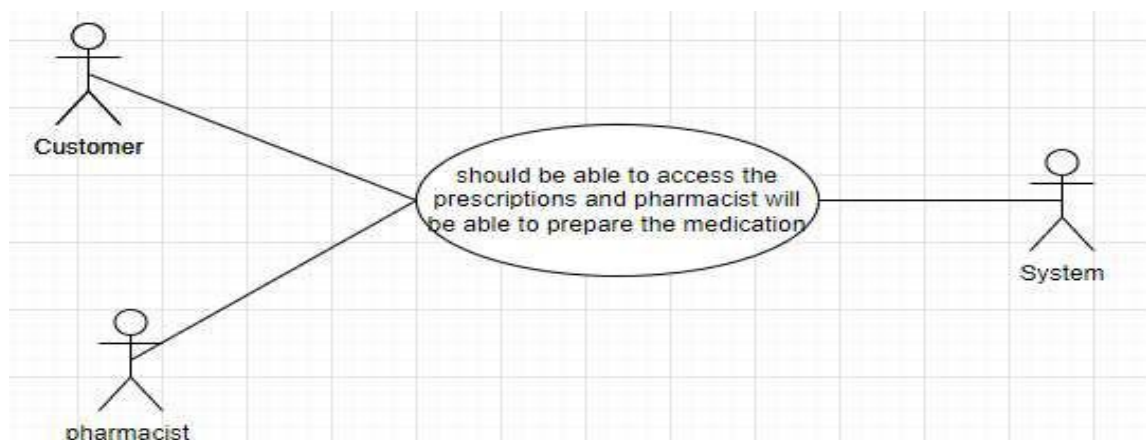 Customer
should be able to access the
prescriptions and pharmacist will
be able to prepare the medication
System
pharmacist